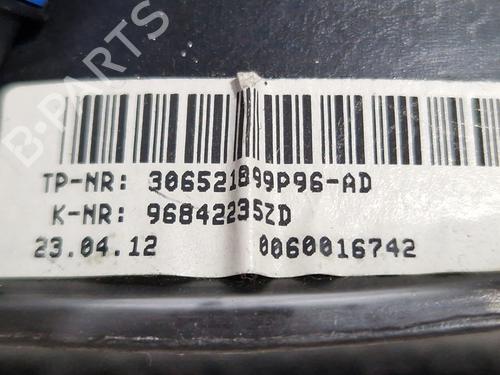 TP-NR: 306521899P96-AD
K-NR: 96842235ZD
23.04.12 0060016742
B-PARTS